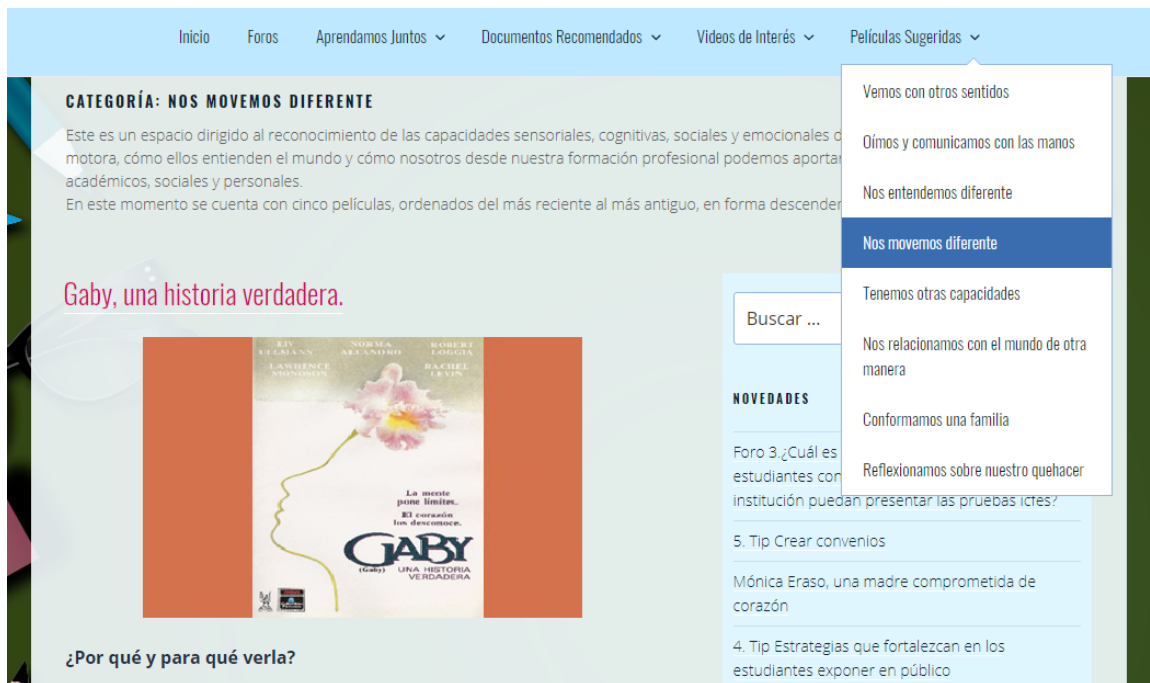 Inicio Foros Aprendamos Juntos Documentos Recomendados Videos de Interés Películas Sugeridas
Vemos con otros sentidos
Oímos y comunicamos con las manos
Nos entendemos diferente
Nos movemos diferente
Tenemos otras capacidades
Nos relacionamos con el mundo de otra
manera
Conformamos una familia
Reflexionamos sobre nuestro quehacer
CATEGORÍA: NOS MOVEMOS DIFERENTE
Este es un espacio dirigido al reconocimiento de las capacidades sensoriales, cognitivas, sociales y emocionales
motora, cómo ellos entienden el mundo y cómo nosotros desde nuestra formación profesional podemos
académicos, sociales y personales.
En este momento se cuenta con cinco películas, ordenados del más reciente al más antiguo, en forma
Gaby, una historia verdadera.
LIV
ULLMANN
NORMA
ALEANDRO
ROBERT
LOGGIA
LAWRENCE
MONOSON
RACHEL
LEVIN
La mente
pone límites..
El corazón
los desconoce.
GABY
(Gaby) UNA HISTORIA
VERDADERA
¿Por qué y para qué verla?
Buscar ...
NOVEDADES
Foro 3.¿Cuál es
estudiantes con
institución puedan presentar las pruebas icfes?
5. Tip Crear convenios
Mónica Eraso, una madre comprometida de
corazón
4. Tip Estrategias que fortalezcan en los
estudiantes exponer en público